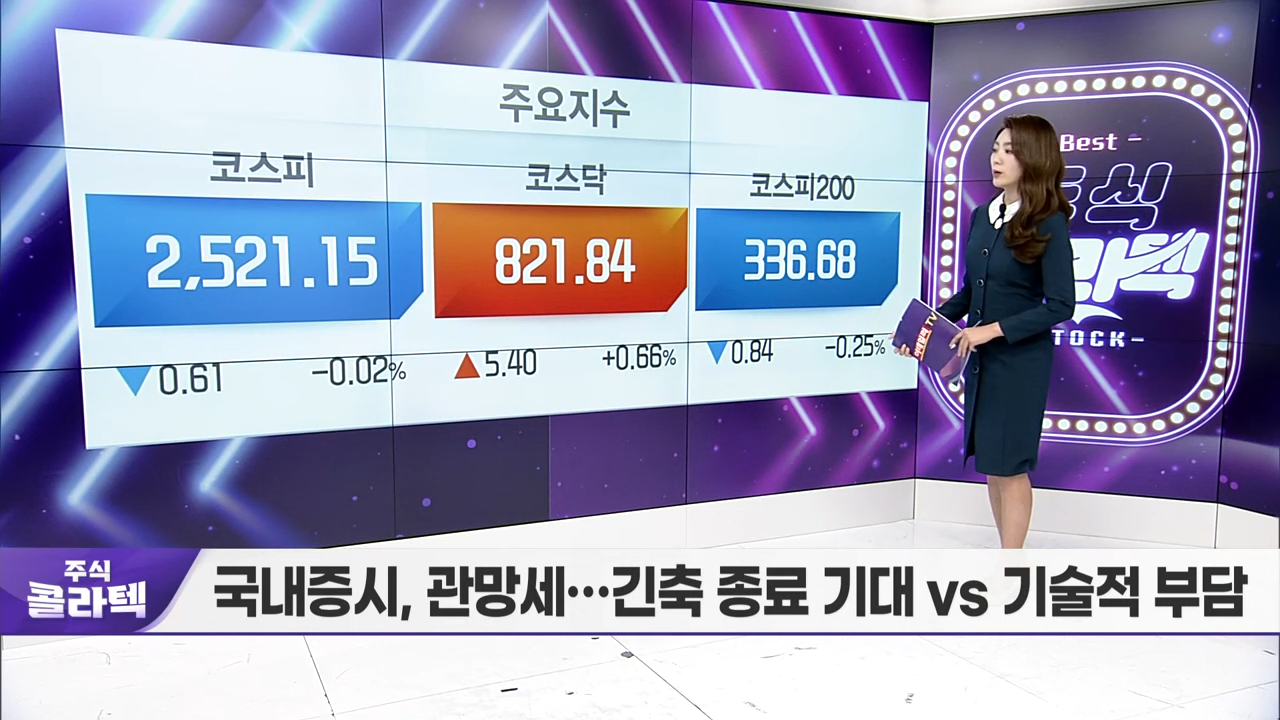 주요지수
코스피
코스닥
코스피200
2,521.15
821.84
336.68
▼0.61
-0.02%
▲5.40
+0.66%
▼0.84
-0.25%
Best -
TOCK-
TV
주식
콜라텍
국내증시, 관망세…긴축 종료 기대 vs 기술적 부담